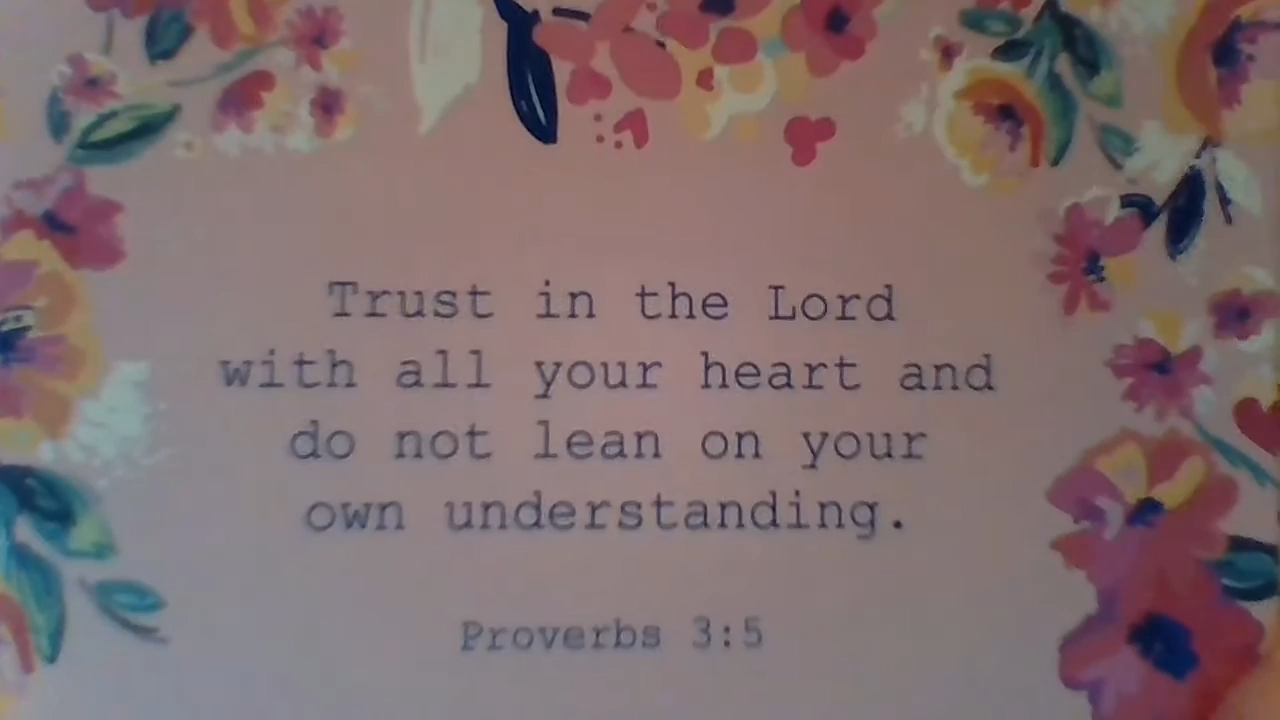 Trust in the Lord
with all your heart and
do not lean on your
own understanding.
Proverbs 3:5